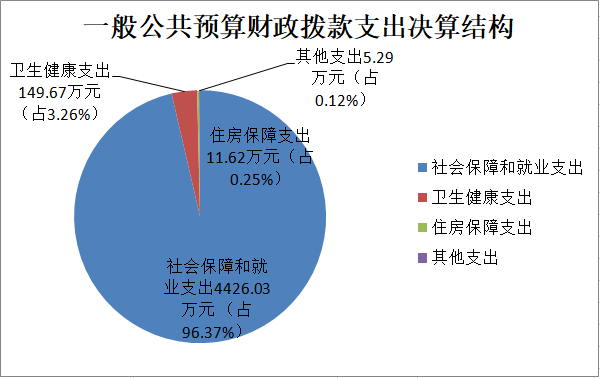 一般公共预算财政拨款支出决算结构
卫生健康支出
149.67万元
（占3.26%）
其他支出5.29
万元（占
0.12%）
住房保障支出
11.62万元（占
0.25%）
社会保障和就
业支出4426.03
万元 （占
96.37%）
社会保障和就业支出
卫生健康支出
住房保障支出
其他支出